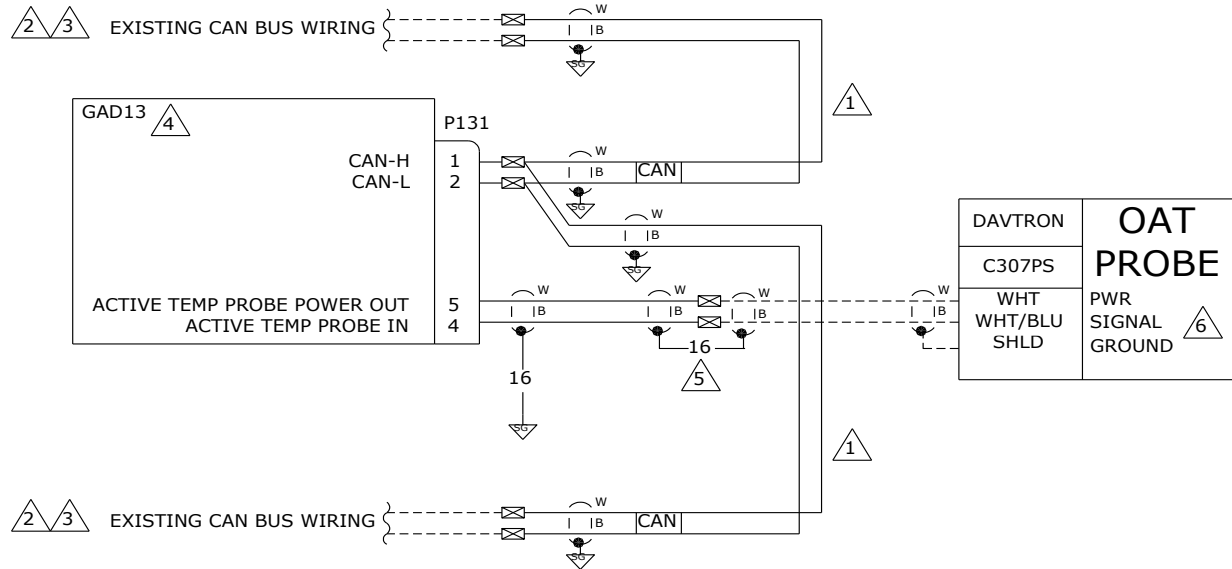 2 3 EXISTING CAN BUS WIRING
W
B
SG
1
GAD13 4
P131
CAN-H 1
W
CAN-L 2
B CAN
SG
W
B
SG
DAVTRON
OAT
PROBE
C307PS
ACTIVE TEMP PROBE POWER OUT 5
W W W W
WHT PWR
ACTIVE TEMP PROBE IN 4
B B B B
WHT/BLU SIGNAL 6
SHLD GROUND
16
5
16
SG
1
2 3 EXISTING CAN BUS WIRING
W
B CAN
SG